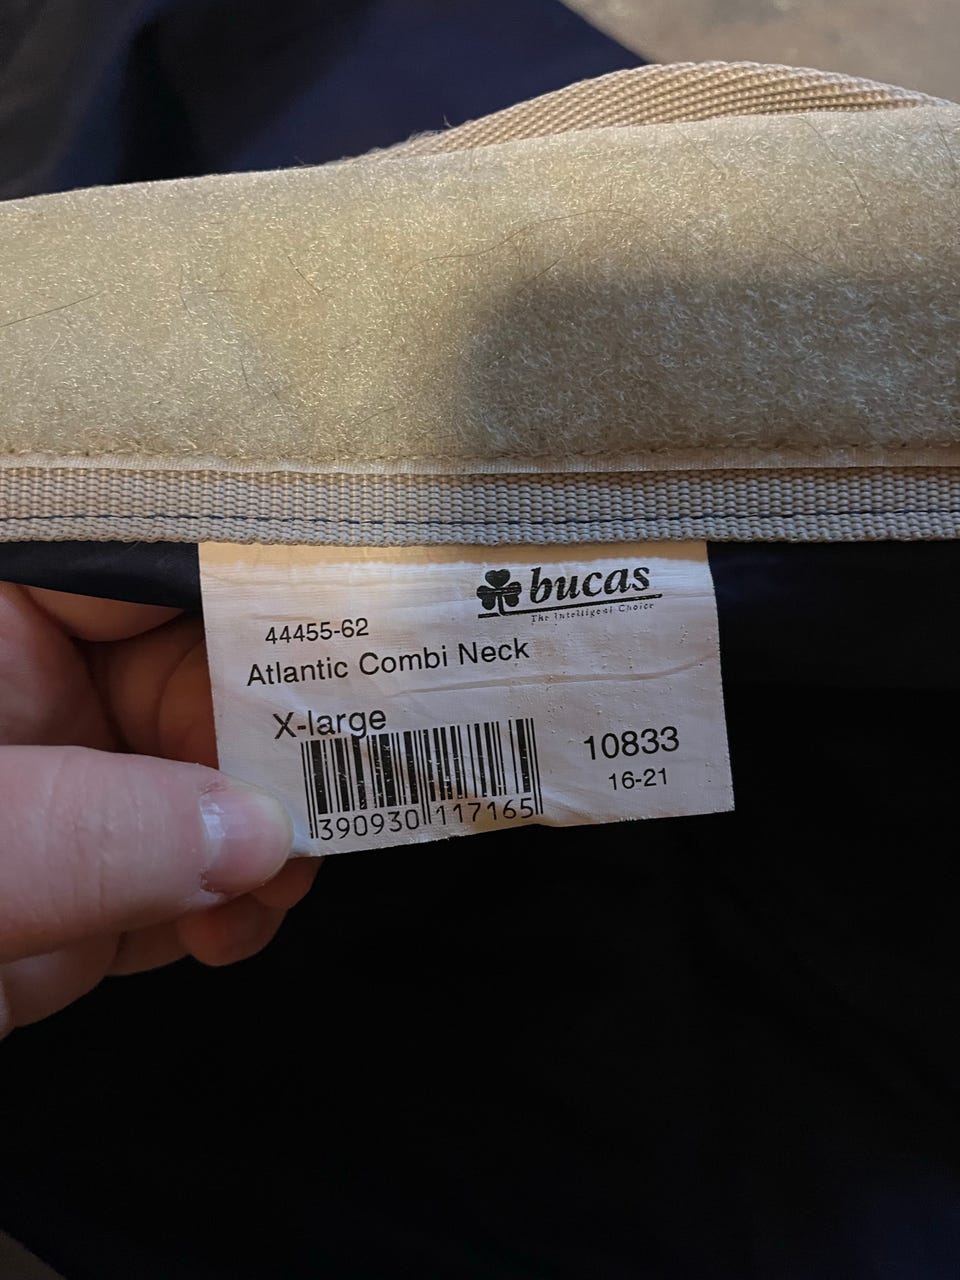 bucas
The Intelligent Choice
44455-62
Atlantic Combi Neck
X-large
10833
16-21
390930 117165